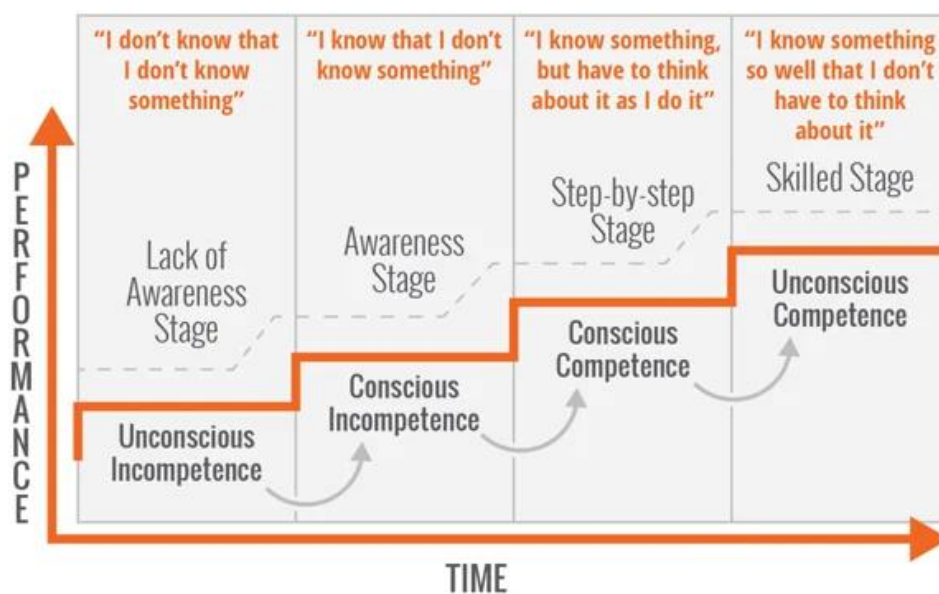 “I don’t know that
I don’t know
something”
“I know that I don’t
know something”
“I know something,
but have to think
about it as I do it”
“I know something
so well that I don’t
have to think
about it”
PERFORMANCE
Lack of
Awareness
Stage
Awareness
Stage
Step-by-step
Stage
Skilled Stage
Unconscious
Incompetence
Conscious
Incompetence
Conscious
Competence
Unconscious
Competence
TIME